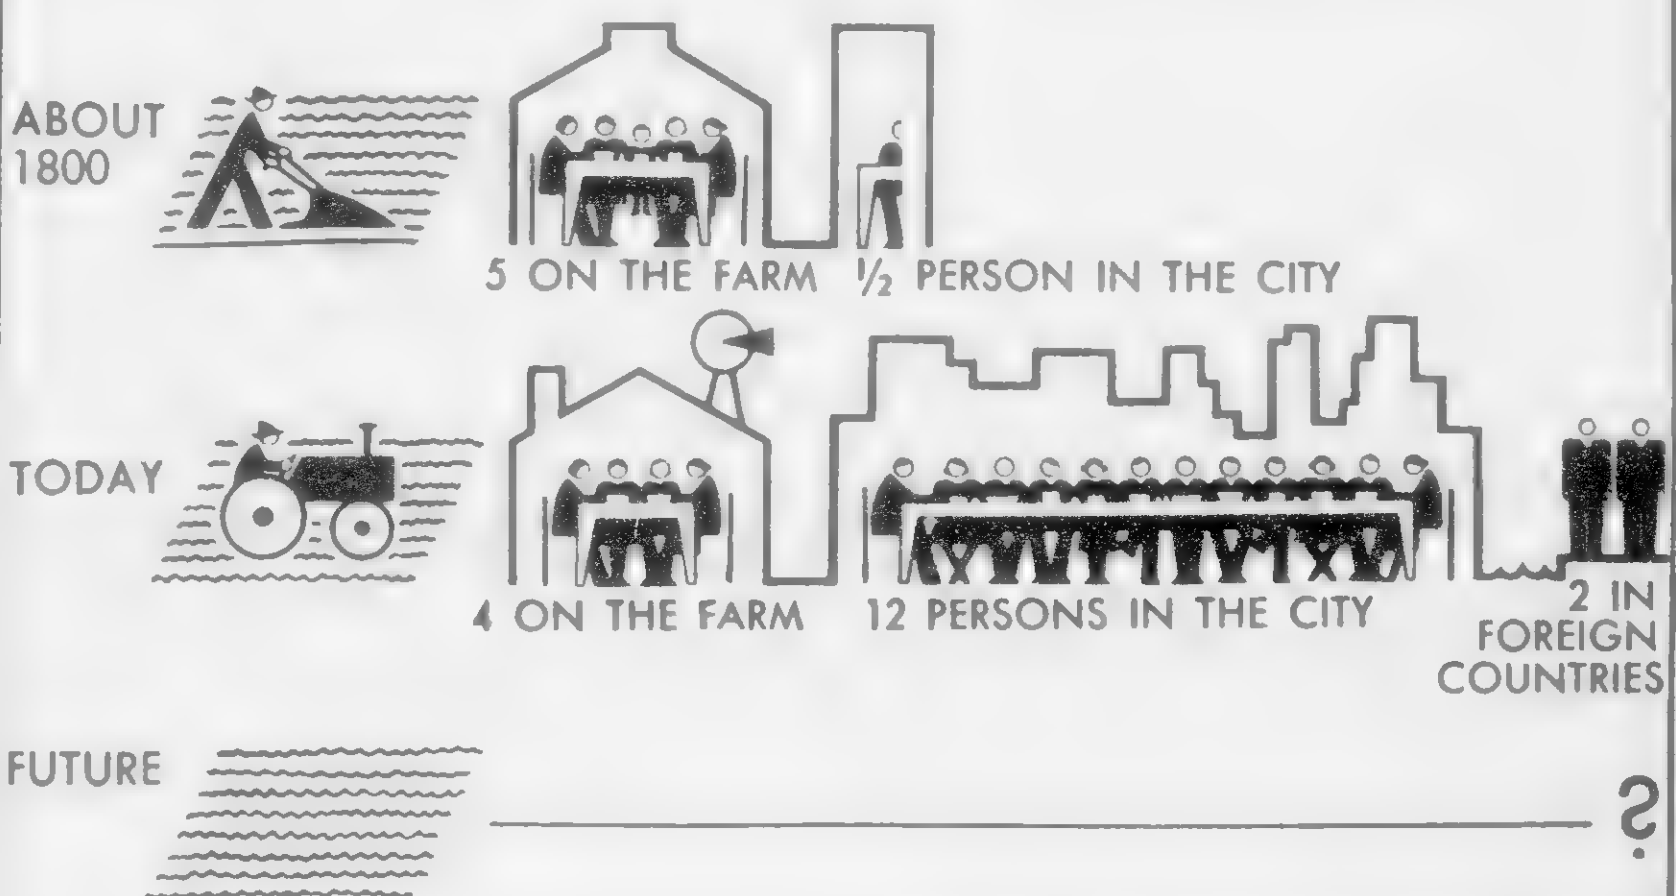 ABOUT
1800
5 ON THE FARM ½ PERSON IN THE CITY
TODAY
4 ON THE FARM 12 PERSONS IN THE CITY
2 IN
FOREIGN
COUNTRIES
FUTURE
?